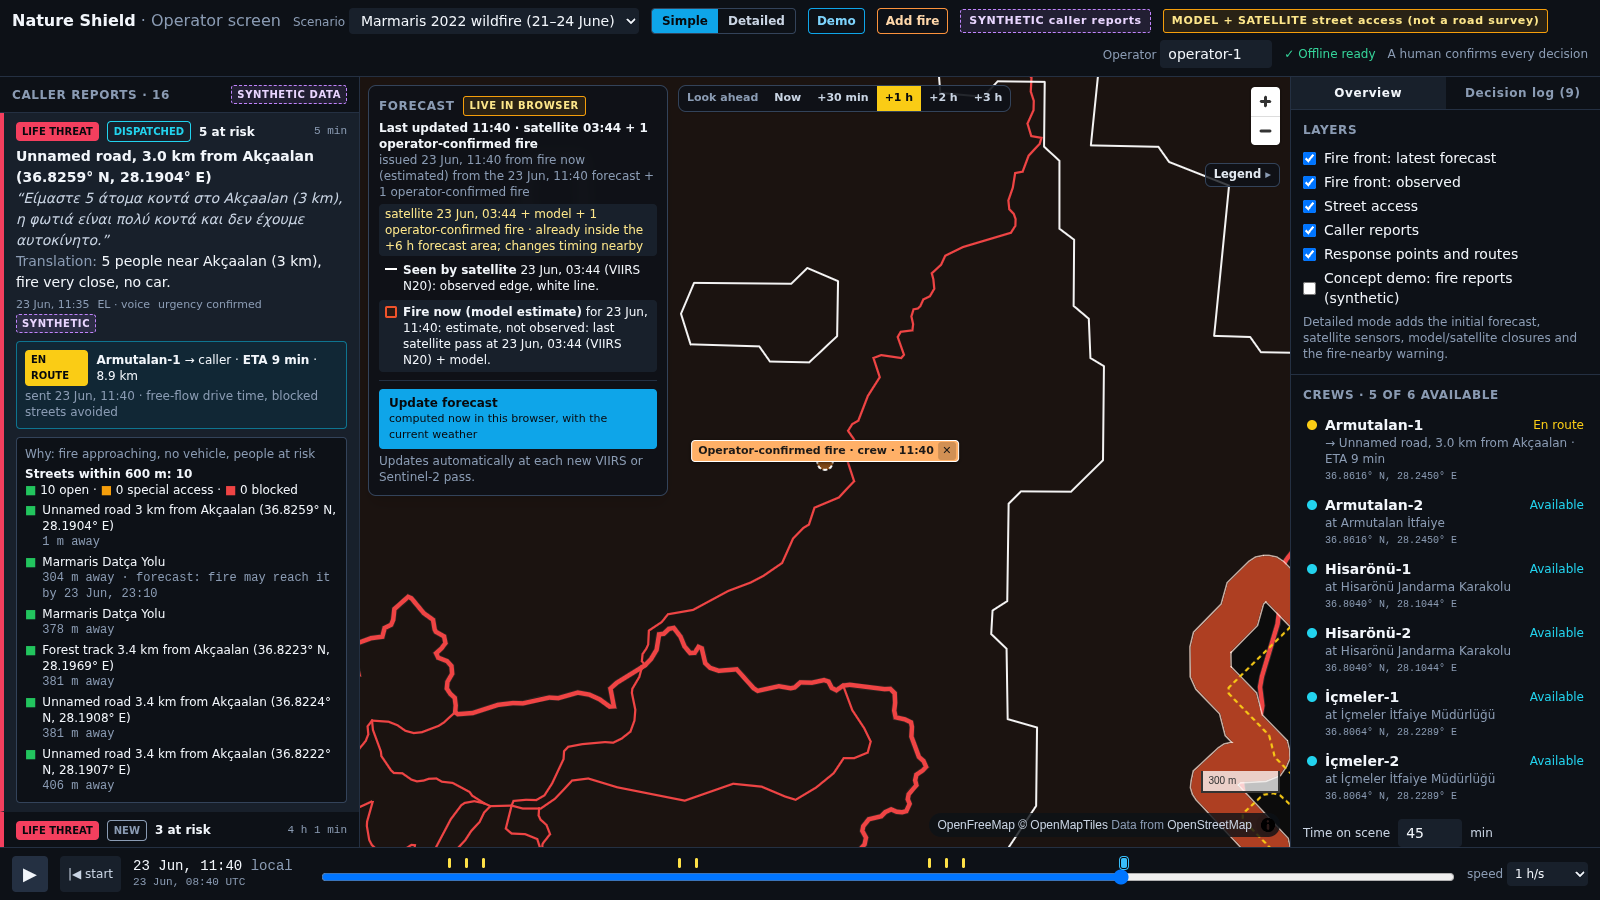 Nature Shield · Operator screen
Scenario Marmaris 2022 wildfire (21–24 June)
Simple Detailed Demo Add fire
SYNTHETIC caller reports
MODEL + SATELLITE street access (not a road survey)
Operator operator-1 ✓ Offline ready A human confirms every decision
CALLER REPORTS · 16 SYNTHETIC DATA
LIFE THREAT DISPATCHED 5 at risk 5 min
Unnamed road, 3.0 km from Akçaalan
(36.8259° N, 28.1904° E)
“Είμαστε 5 άτομα κοντά στο Akçaalan (3 km),
η φωτιά είναι πολύ κοντά και δεν έχουμε
αυτοκίνητο.”
Translation: 5 people near Akçaalan (3 km),
fire very close, no car.
23 Jun, 11:35 EL · voice urgency confirmed
SYNTHETIC
EN ROUTE
Armutalan-1 → caller · ETA 9 min ·
8.9 km
sent 23 Jun, 11:40 · free-flow drive time, blocked
streets avoided
Why: fire approaching, no vehicle, people at risk
Streets within 600 m: 10
10 open · 0 special access · 0 blocked
Unnamed road 3 km from Akçaalan (36.8259° N,
28.1904° E)
1 m away
Marmaris Datça Yolu
304 m away · forecast: fire may reach it
by 23 Jun, 23:10
Marmaris Datça Yolu
378 m away
Forest track 3.4 km from Akçaalan (36.8223° N,
28.1969° E)
381 m away
Unnamed road 3.4 km from Akçaalan (36.8224°
N, 28.1908° E)
381 m away
Unnamed road 3.4 km from Akçaalan (36.8222°
N, 28.1907° E)
406 m away
LIFE THREAT NEW 3 at risk 4 h 1 min
FORECAST LIVE IN BROWSER
Last updated 11:40 · satellite 03:44 + 1
operator-confirmed fire
issued 23 Jun, 11:40 from fire now
(estimated) from the 23 Jun, 11:40 forecast +
1 operator-confirmed fire
satellite 23 Jun, 03:44 + model + 1
operator-confirmed fire · already inside the
+6 h forecast area; changes timing nearby
Seen by satellite 23 Jun, 03:44 (VIIRS
N20): observed edge, white line.
Fire now (model estimate) for 23 Jun,
11:40: estimate, not observed: last
satellite pass at 23 Jun, 03:44 (VIIRS
N20) + model.
Update forecast
computed now in this browser, with the
current weather
Updates automatically at each new VIIRS or
Sentinel-2 pass.
Look ahead Now +30 min +1 h +2 h +3 h
+
−
Legend ▸
Operator-confirmed fire · crew · 11:40 ×
300 m
OpenFreeMap © OpenMapTiles Data from OpenStreetMap
Overview Decision log (9)
LAYERS
Fire front: latest forecast
Fire front: observed
Street access
Caller reports
Response points and routes
Concept demo: fire reports
(synthetic)
Detailed mode adds the initial forecast,
satellite sensors, model/satellite closures and
the fire-nearby warning.
CREWS · 5 OF 6 AVAILABLE
Armutalan-1 En route
→ Unnamed road, 3.0 km from Akçaalan ·
ETA 9 min
36.8616° N, 28.2450° E
Armutalan-2 Available
at Armutalan İtfaiye
36.8616° N, 28.2450° E
Hisarönü-1 Available
at Hisarönü Jandarma Karakolu
36.8040° N, 28.1044° E
Hisarönü-2 Available
at Hisarönü Jandarma Karakolu
36.8040° N, 28.1044° E
İçmeler-1 Available
at İçmeler İtfaiye Müdürlüğü
36.8064° N, 28.2289° E
İçmeler-2 Available
at İçmeler İtfaiye Müdürlüğü
36.8064° N, 28.2289° E
Time on scene 45 min
▶ |◀ start
23 Jun, 11:40 local
23 Jun, 08:40 UTC
speed 1 h/s